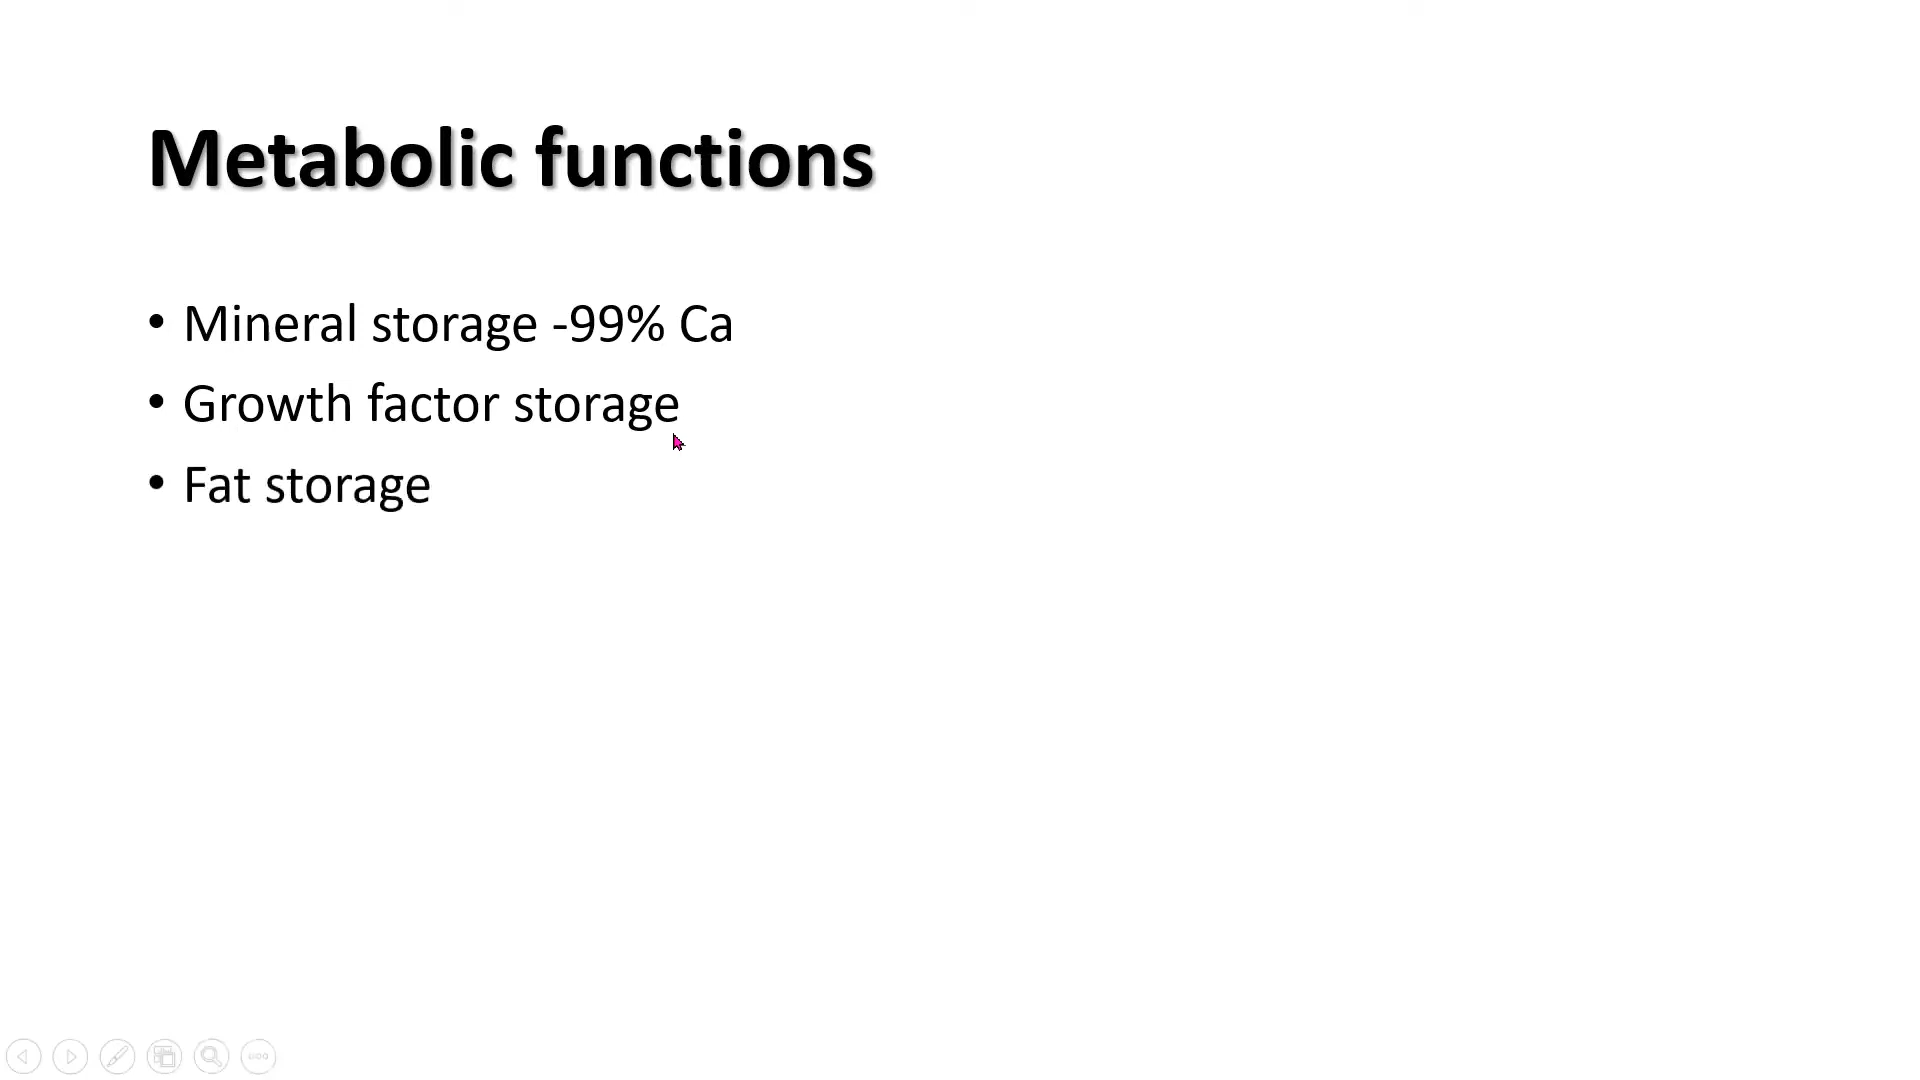 Metabolic functions
• Mineral storage -99% Ca
• Growth factor storage
• Fat storage